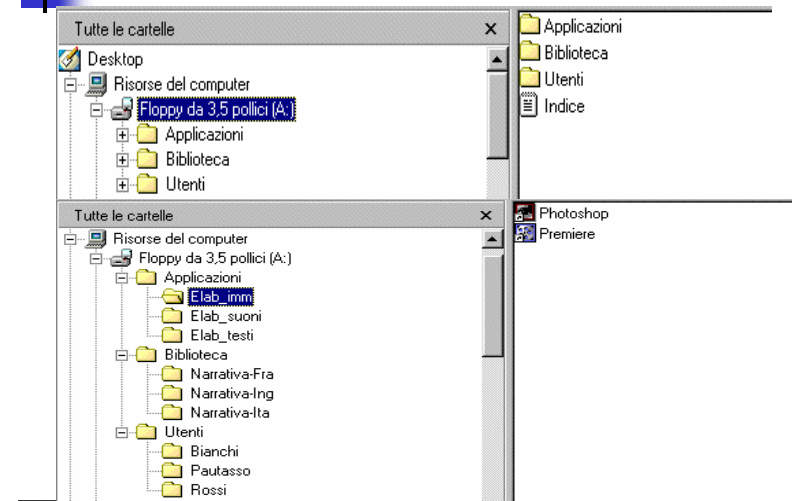 Tutte le cartelle
Desktop
Risorse del computer
Floppy da 3,5 pollici (A:)
Applicazioni
Biblioteca
Utenti
Applicazioni
Biblioteca
Utenti
Indice
Tutte le cartelle
Risorse del computer
Floppy da 3,5 pollici (A:)
Applicazioni
Elab_imm
Elab_suoni
Elab_testi
Biblioteca
Narrativa-Fra
Narrativa-Ing
Narrativa-Ita
Utenti
Bianchi
Pautasso
Rossi
Photoshop
Premiere